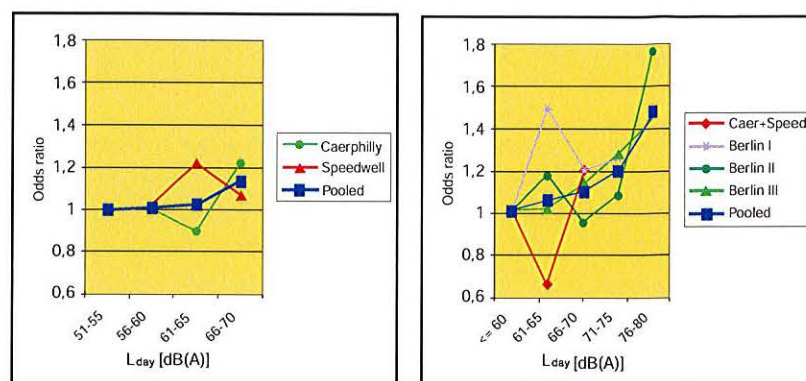 1,8
1,6
1,4
1,2
1
0,8
0,6
Odds ratio
51-55
56-60
61-65
66-70
Lday [dB(A)]
Caerphilly
Speedwell
Pooled
1,8
1,6
1,4
1,2
1
0,8
0,6
Odds ratio
<= 60
61-65
66-70
71-75
76-80
Lday [dB(A)]
Caer+Speed
Berlin I
Berlin II
Berlin III
Pooled